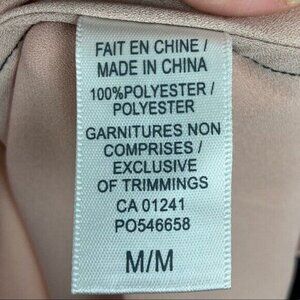 FAIT EN CHINE /
MADE IN CHINA
100%POLYESTER /
POLYESTER
GARNITURES NON
COMPRISES /
EXCLUSIVE
OF TRIMMINGS
CA 01241
PO546658
M/M